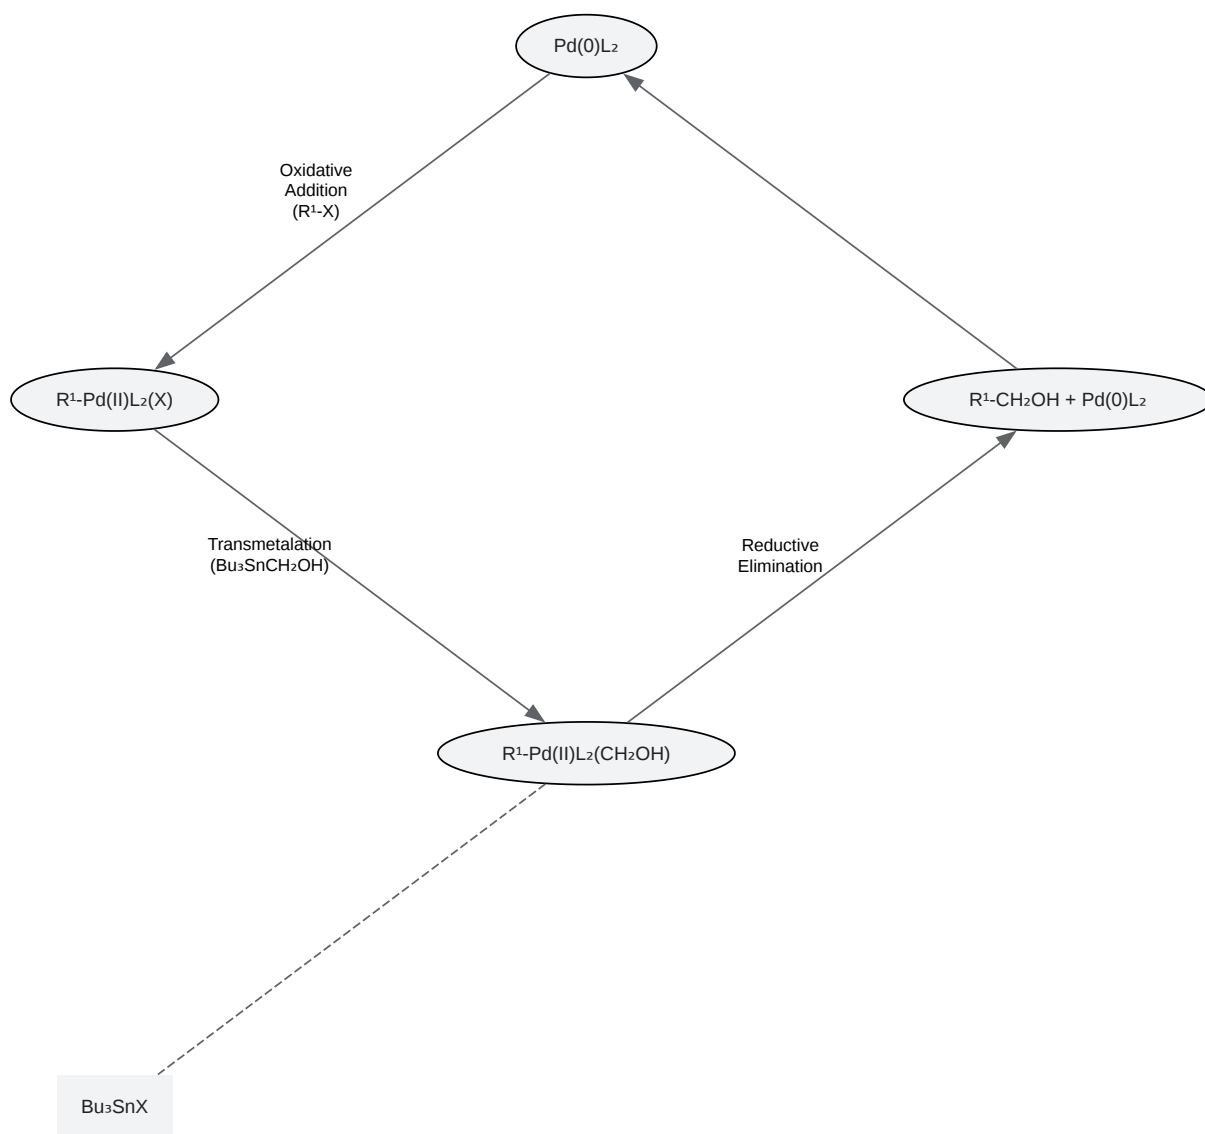 Pd(0)L₂
Oxidative
Addition
(R¹-X)
R¹-Pd(II)L₂(X)
R¹-CH₂OH + Pd(0)L₂
Transmetalation
(Bu₃SnCH₂OH)
Reductive
Elimination
R¹-Pd(II)L₂(CH₂OH)
Bu₃SnX